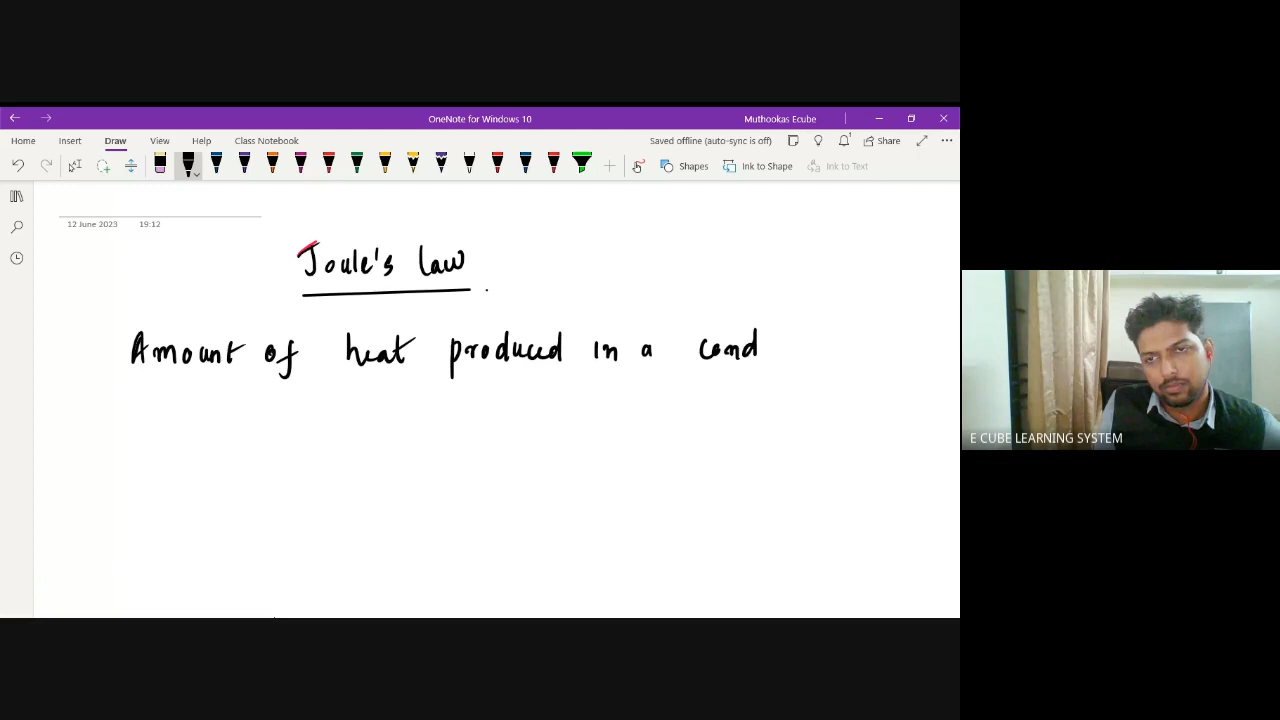 OneNote for Windows 10
Muthookas Ecube
Home Insert Draw View Help Class Notebook
Saved offline (auto-sync is off)
Share
Shapes
Ink to Shape
Ink to Text
12 June 2023 19:12
Joule's law
Amount of heat produced in a cond
E CUBE LEARNING SYSTEM